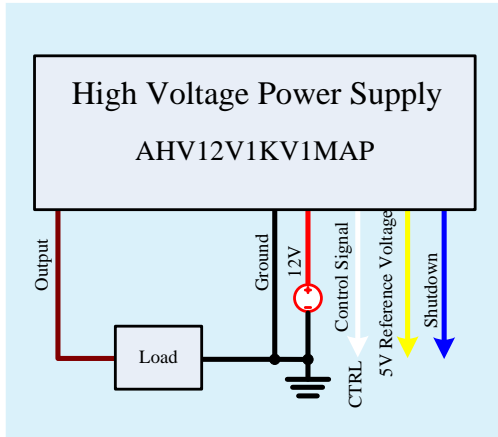 High Voltage Power Supply
AHV12V1KV1MAP
Output
Ground
12V
Control Signal
5V Reference Voltage
Shutdown
CTRL
Load